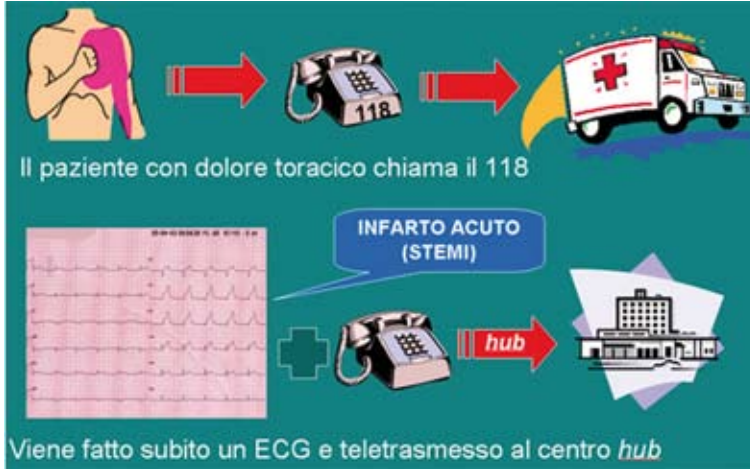 118
Il paziente con dolore toracico chiama il 118
INFARTO ACUTO
(STEMI)
hub
Viene fatto subito un ECG e teletrasmesso al centro hub